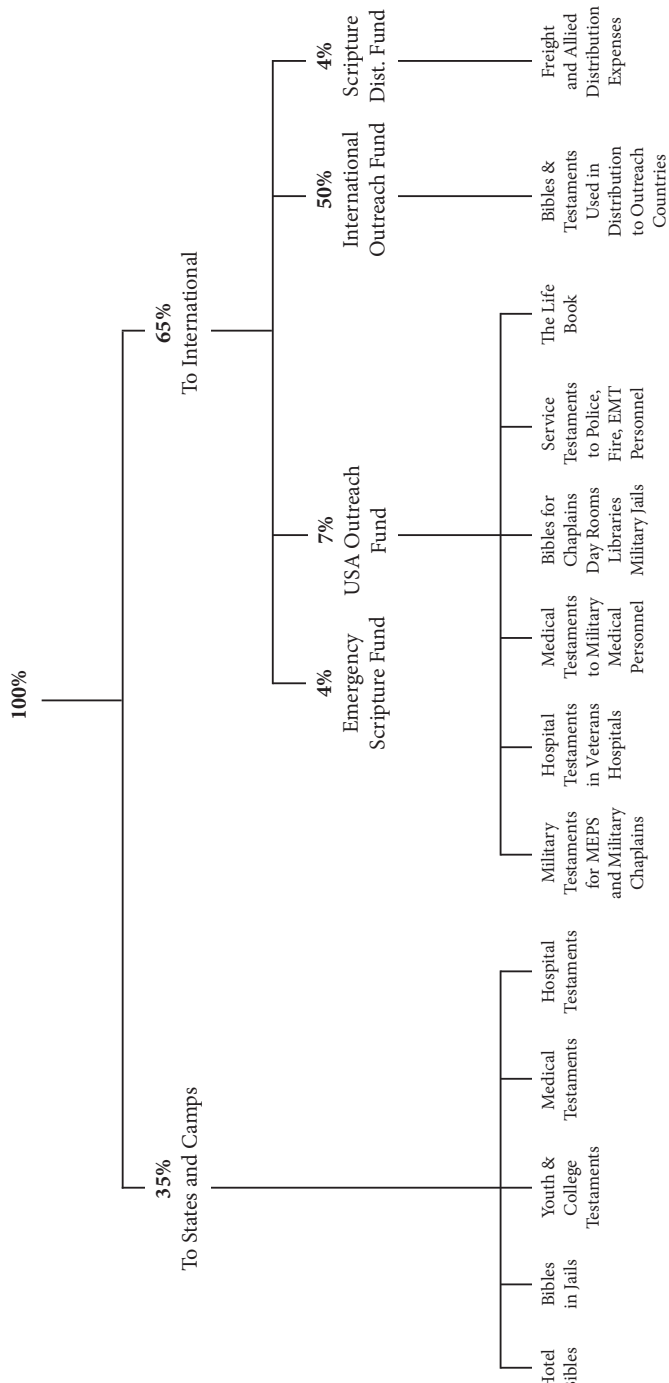 100%
35%
To States and Camps
65%
To International
4%
Emergency
Scripture Fund
7%
USA Outreach
Fund
50%
International
Outreach Fund
4%
Scripture
Dist. Fund
Hotel
Bibles
Bibles
in Jails
Youth &
College
Testaments
Medical
Testaments
Hospital
Testaments
Military
Testaments
for MEPS
and Military
Chaplains
Hospital
Testaments
in Veterans
Hospitals
Medical
Testaments
to Military
Medical
Personnel
Bibles for
Chaplains
Day Rooms
Libraries
Military Jails
Service
Testaments
to Police,
Fire, EMT
Personnel
The Life
Book
Bibles &
Testaments
Used in
Distribution
to Outreach
Countries
Freight
and Allied
Distribution
Expenses